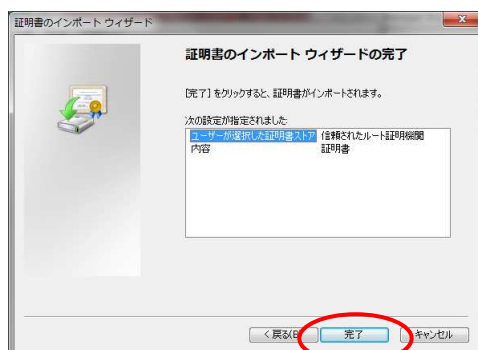 証明書のインポート ウィザード
証明書のインポート ウィザードの完了
[完了] をクリックすると、証明書がインポートされます。
次の設定が指定されました
ユーザーが選択した証明書ストア 信頼されたルート証明機関
内容 証明書
< 戻る(B 完了 キャンセル